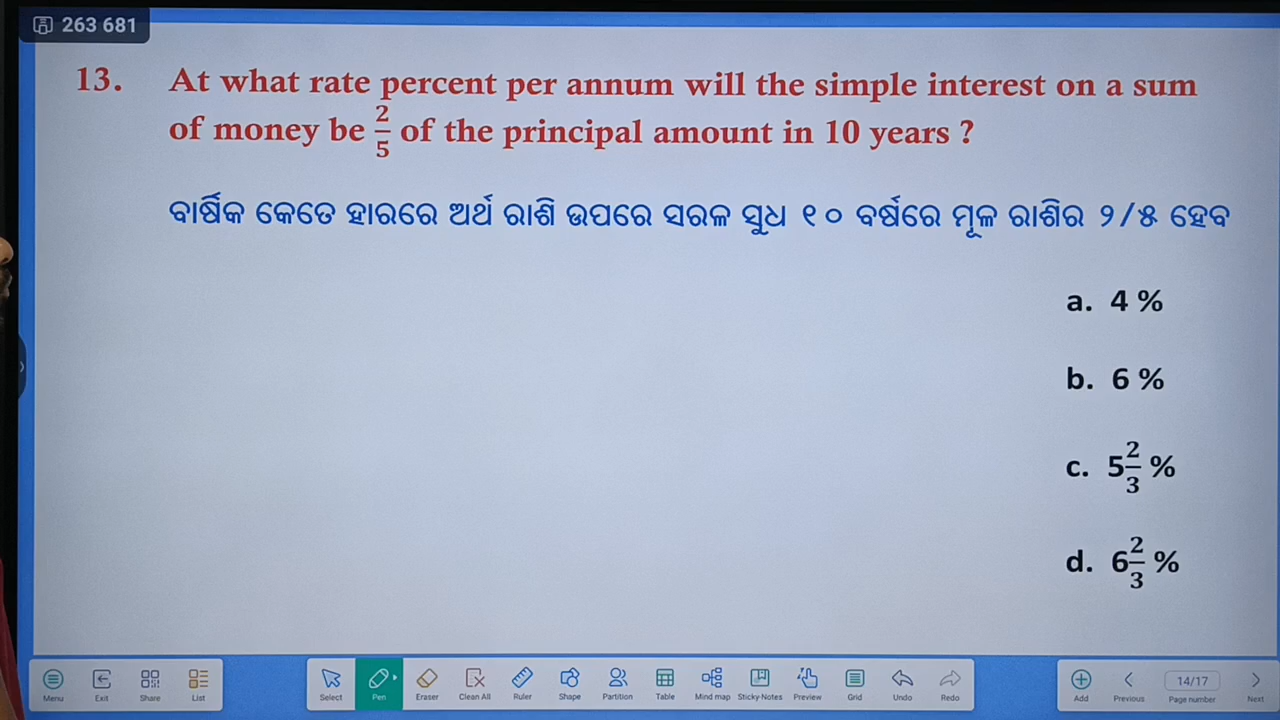 263 681
13. At what rate percent per annum will the simple interest on a sum
of money be 2/5 of the principal amount in 10 years ?
ବାର୍ଷିକ କେତେ ହାରରେ ଅର୍ଥ ରାଶି ଉପରେ ସରଳ ସୁଧ ୧୦ ବର୍ଷରେ ମୂଳ ରାଶିର ୨/୫ ହେବ
a. 4 %
b. 6 %
c. 5 2/3 %
d. 6 2/3 %
Menu Exit Share List Select Pen Eraser Clean All Ruler Shape Partition Table Mind map Sticky Notes Preview Grid Undo Redo Add Previous 14/17 Page number Next